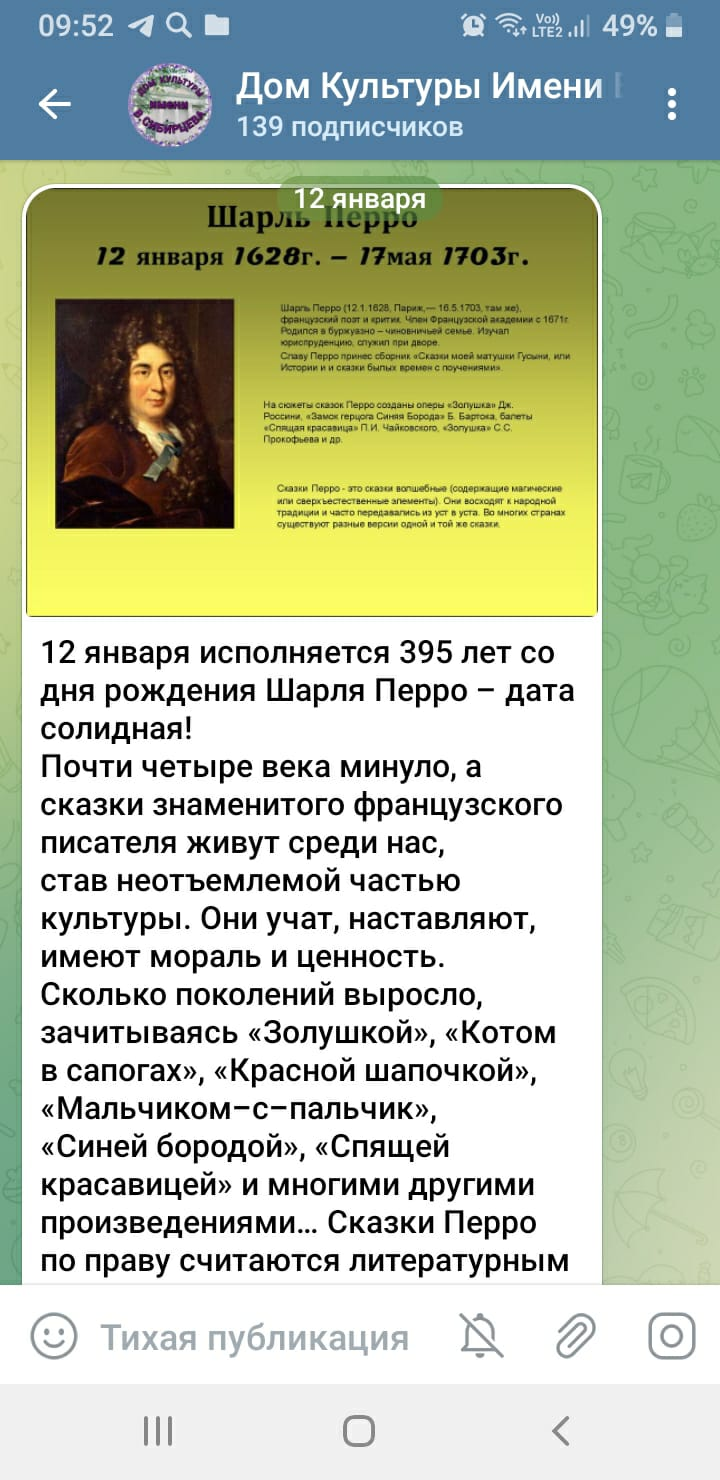 09:52
Vo))
LTE2
49%
ДОМ КУЛЬТУРЫ
ИМЕНИ
В.СИБИРЦЕВА
Дом Культуры Имени
139 подписчиков
12 января
Шарль Перро
12 января 1628г. – 17мая 1703г.
Шарль Перро (12.1.1628, Париж,— 16.5.1703, там же),
французский поэт и критик. Член Французской академии с 1671г.
Родился в буржуазно – чиновничьей семье. Изучал
юриспруденцию, служил при дворе.
Славу Перро принес сборник «Сказки моей матушки Гусыни, или
Истории и и сказки былых времен с поучениями».
На сюжеты сказок Перро созданы оперы «Золушка» Дж.
Россини, «Замок герцога Синяя Борода» Б. Бартока, балеты
«Спящая красавица» П.И. Чайковского, «Золушка» С.С.
Прокофьева и др.
Сказки Перро - это сказки волшебные (содержащие магические
или сверхъестественные элементы). Они восходят к народной
традиции и часто передавались из уст в уста. Во многих странах
существуют разные версии одной и той же сказки.
12 января исполняется 395 лет со
дня рождения Шарля Перро – дата
солидная!
Почти четыре века минуло, а
сказки знаменитого французского
писателя живут среди нас,
став неотъемлемой частью
культуры. Они учат, наставляют,
имеют мораль и ценность.
Сколько поколений выросло,
зачитываясь «Золушкой», «Котом
в сапогах», «Красной шапочкой»,
«Мальчиком–с–пальчик»,
«Синей бородой», «Спящей
красавицей» и многими другими
произведениями... Сказки Перро
по праву считаются литературным
Тихая публикация